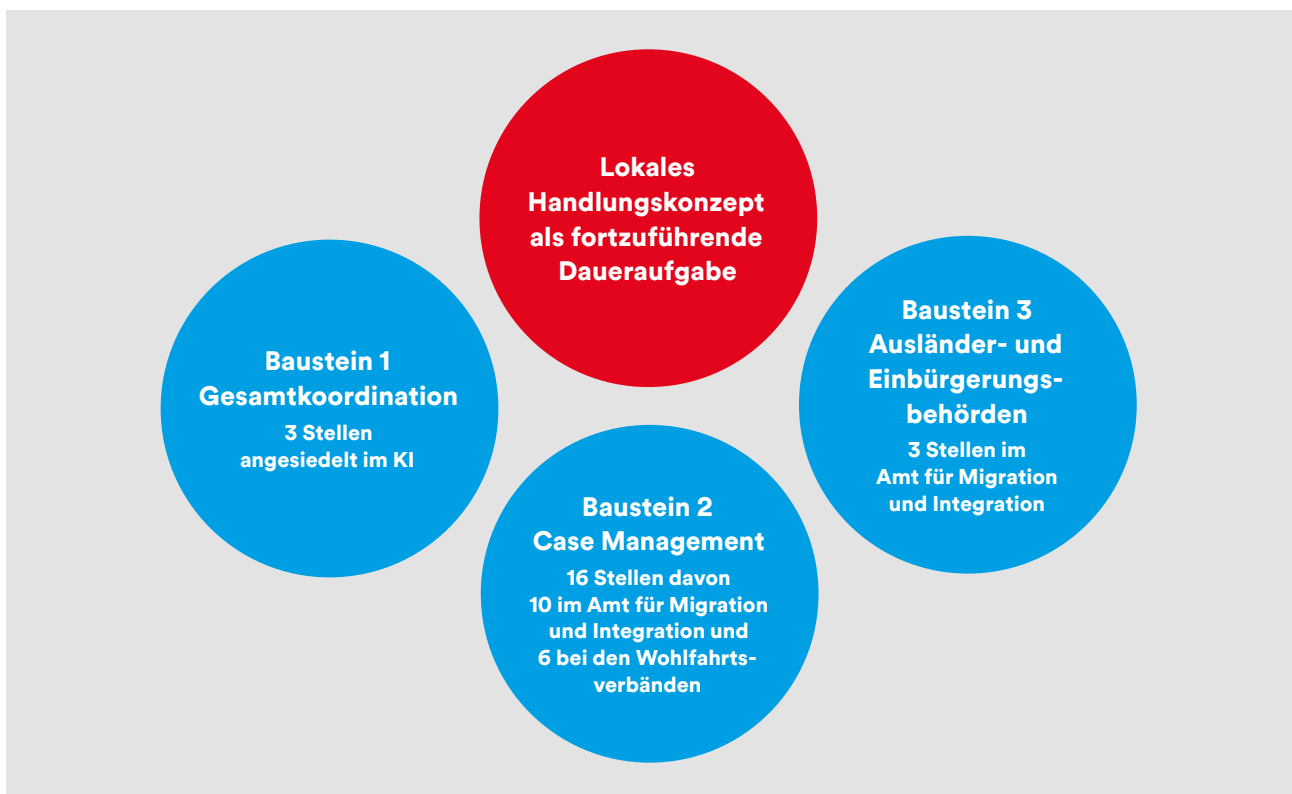 Lokales
Handlungskonzept
als fortzuführende
Daueraufgabe
Baustein 1
Gesamtkoordination
3 Stellen
angesiedelt im KI
Baustein 2
Case Management
16 Stellen davon
10 im Amt für Migration
und Integration und
6 bei den Wohlfahrts-
verbänden
Baustein 3
Ausländer- und
Einbürgerungs-
behörden
3 Stellen im
Amt für Migration
und Integration